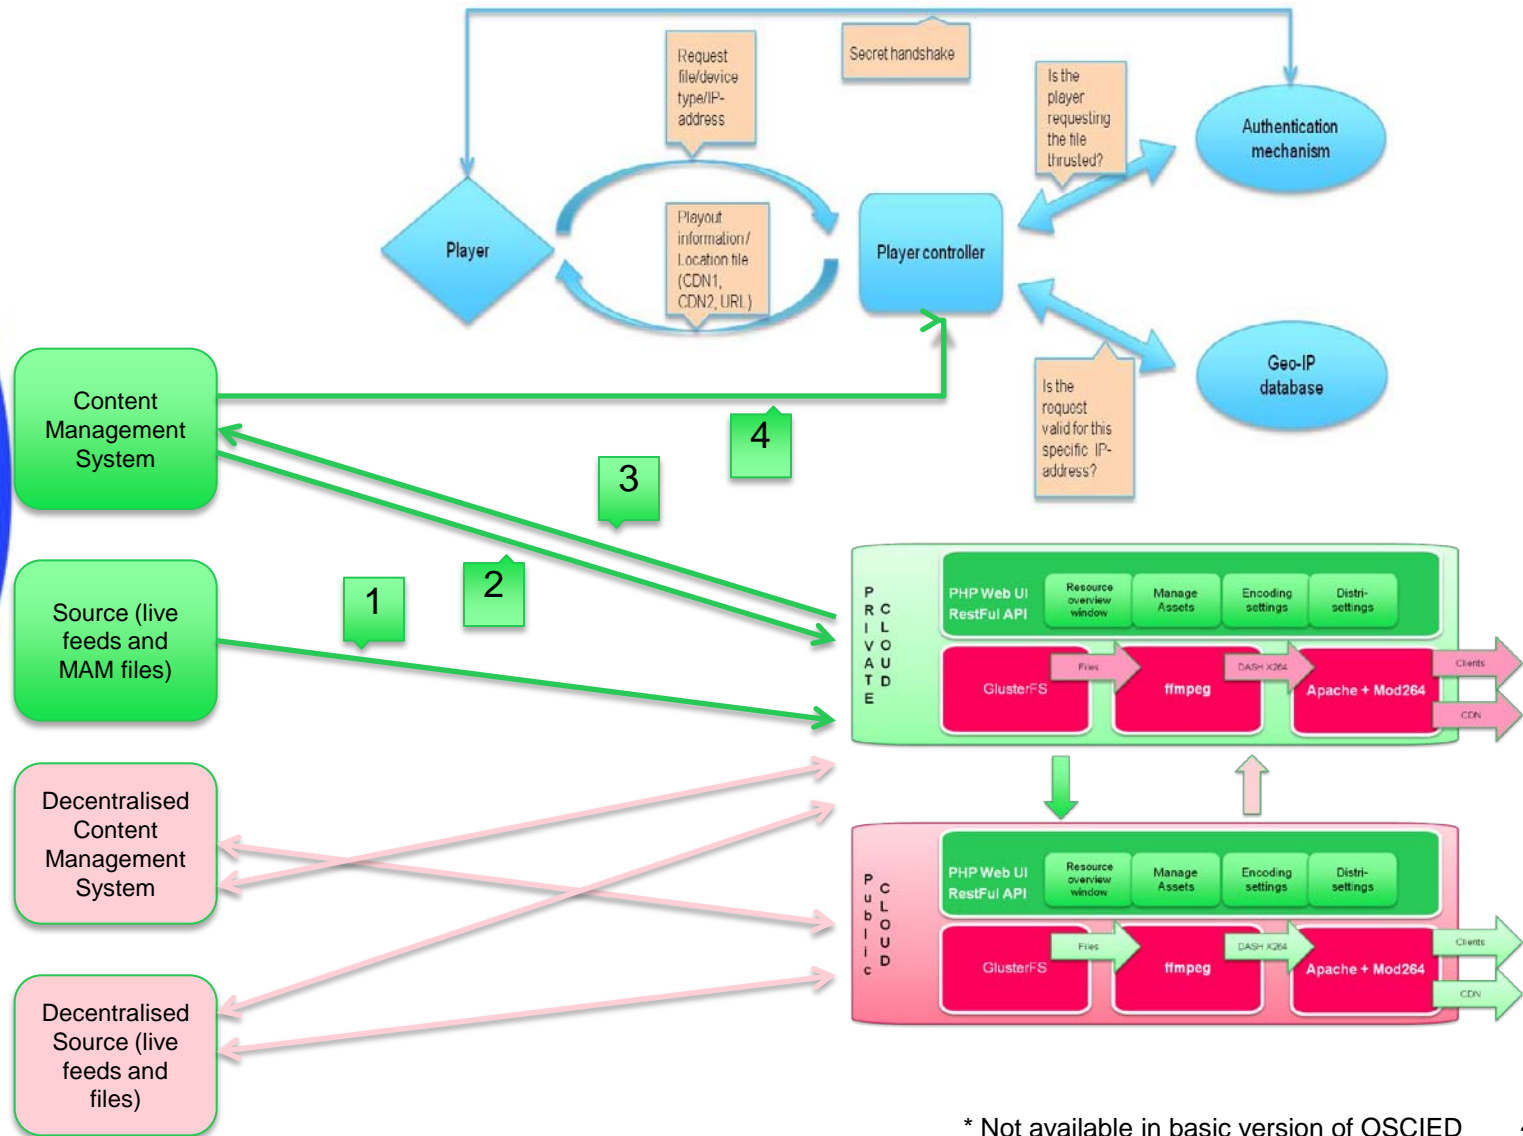 Request
file/device
type/IP-
address
Secret handshake
Is the
player
requesting
the file
thrusted?
Authentication
mechanism
Player
Playout
information/
Location file
(CDN1,
CDN2, URL)
Player controller
Geo-IP
database
Is the
request
valid for this
specific IP-
address?
Content
Management
System
4
3
2
1
Source (live
feeds and
MAM files)
Decentralised
Content
Management
System
Decentralised
Source (live
feeds and
files)
PRIVATE
CLOUD
PHP Web UI
RestFul API
Resource
overview
window
Manage
Assets
Encoding
settings
Distri-
settings
GlusterFS
Files
ffmpeg
DASH X264
Apache + Mod264
Clients
CDN
Public
CLOUD
PHP Web UI
RestFul API
Resource
overview
window
Manage
Assets
Encoding
settings
Distri-
settings
GlusterFS
Files
ffmpeg
DASH X264
Apache + Mod264
Clients
CDN
* Not available in basic version of OSCIED